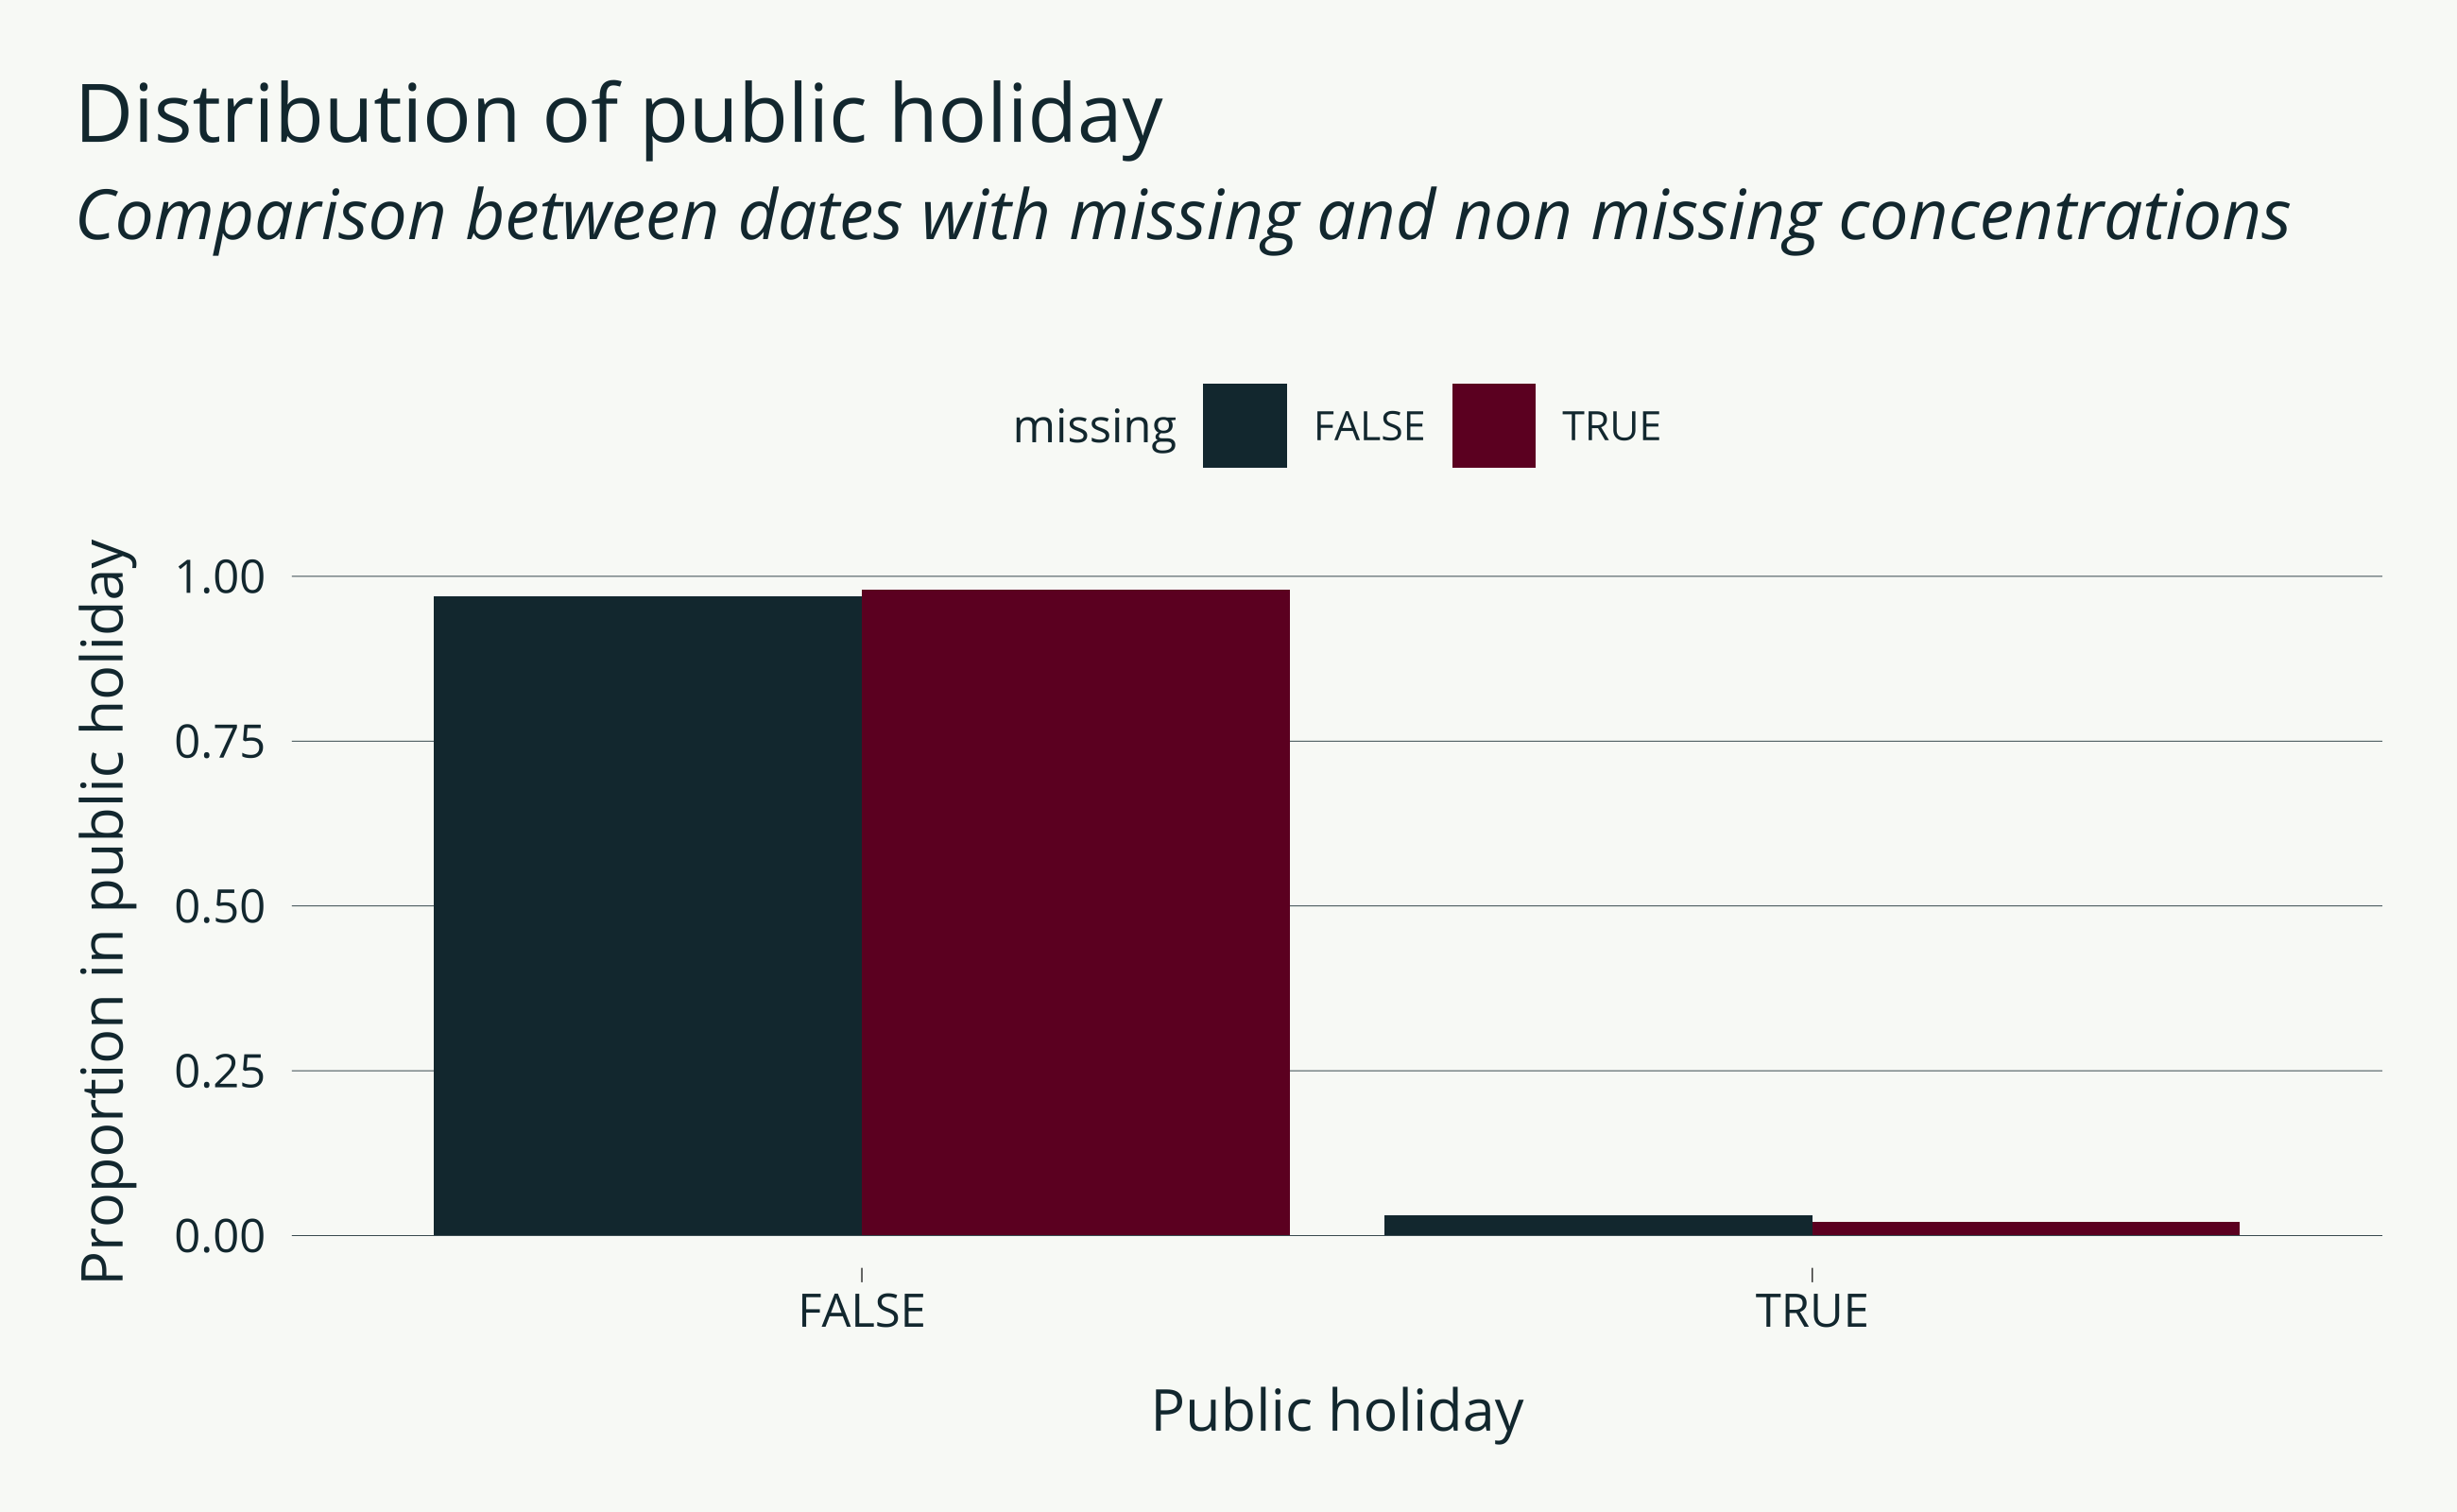 Distribution of public holiday
Comparison between dates with missing and non missing concentrations
missing FALSE TRUE
Proportion in public holiday
1.00
0.75
0.50
0.25
0.00
FALSE TRUE
Public holiday